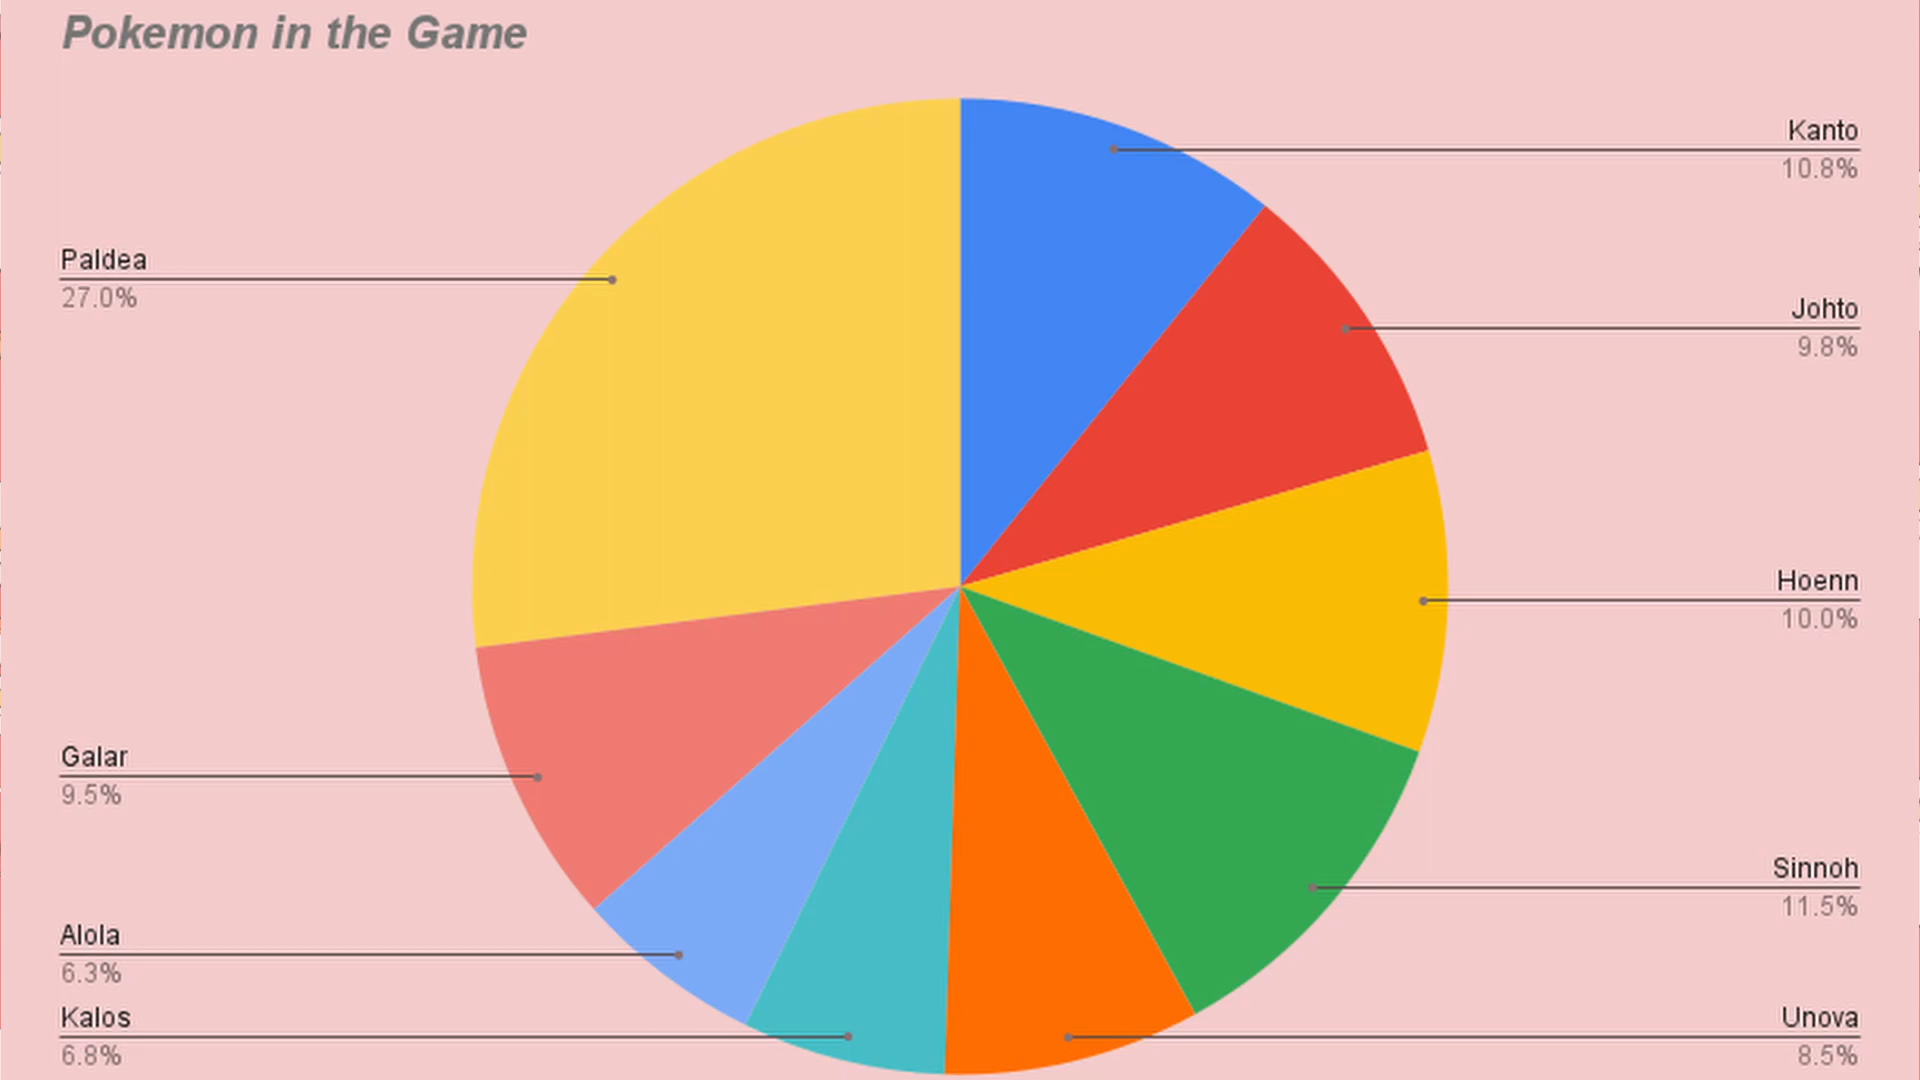 Pokemon in the Game
Kanto
10.8%
Johto
9.8%
Hoenn
10.0%
Sinnoh
11.5%
Unova
8.5%
Paldea
27.0%
Galar
9.5%
Alola
6.3%
Kalos
6.8%